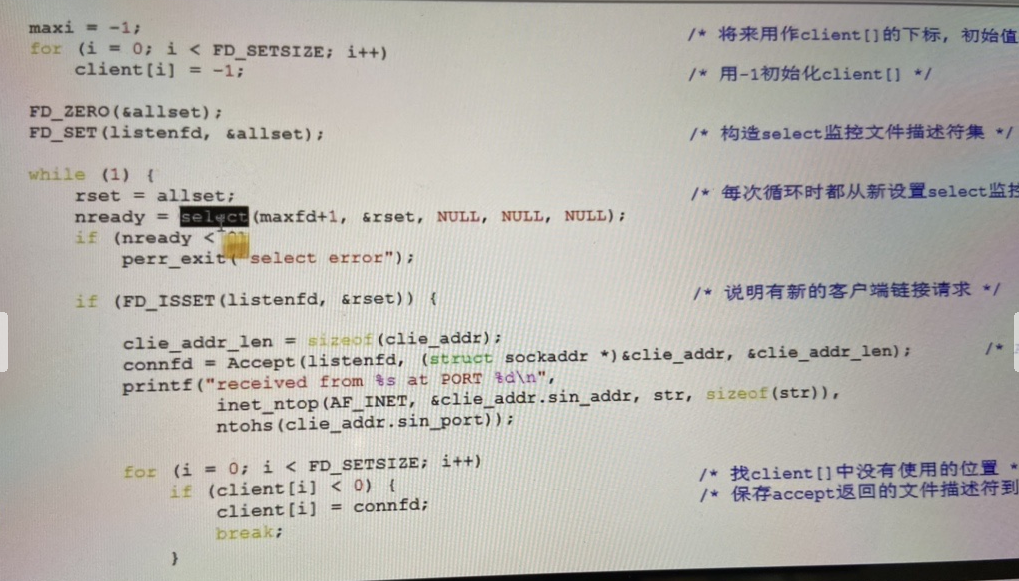 maxi = -1; /* 将来用作client[]的下标, 初始值
for (i = 0; i < FD_SETSIZE; i++)
client[i] = -1; /* 用-1初始化client[] */
FD_ZERO(&allset);
FD_SET(listenfd, &allset); /* 构造select监控文件描述符集 */
while (1) {
rset = allset; /* 每次循环时都从新设置select监控
nready = select(maxfd+1, &rset, NULL, NULL, NULL);
if (nready <
perr_exit("select error");
if (FD_ISSET(listenfd, &rset)) { /* 说明有新的客户端链接请求 */
clie_addr_len = sizeof(clie_addr);
connfd = Accept(listenfd, (struct sockaddr *)&clie_addr, &clie_addr_len); /*
printf("received from %s at PORT %d\n",
inet_ntop(AF_INET, &clie_addr.sin_addr, str, sizeof(str)),
ntohs(clie_addr.sin_port));
for (i = 0; i < FD_SETSIZE; i++) /* 找client[]中没有使用的位置 *
if (client[i] < 0) { /* 保存accept返回的文件描述符到
client[i] = connfd;
break;
}